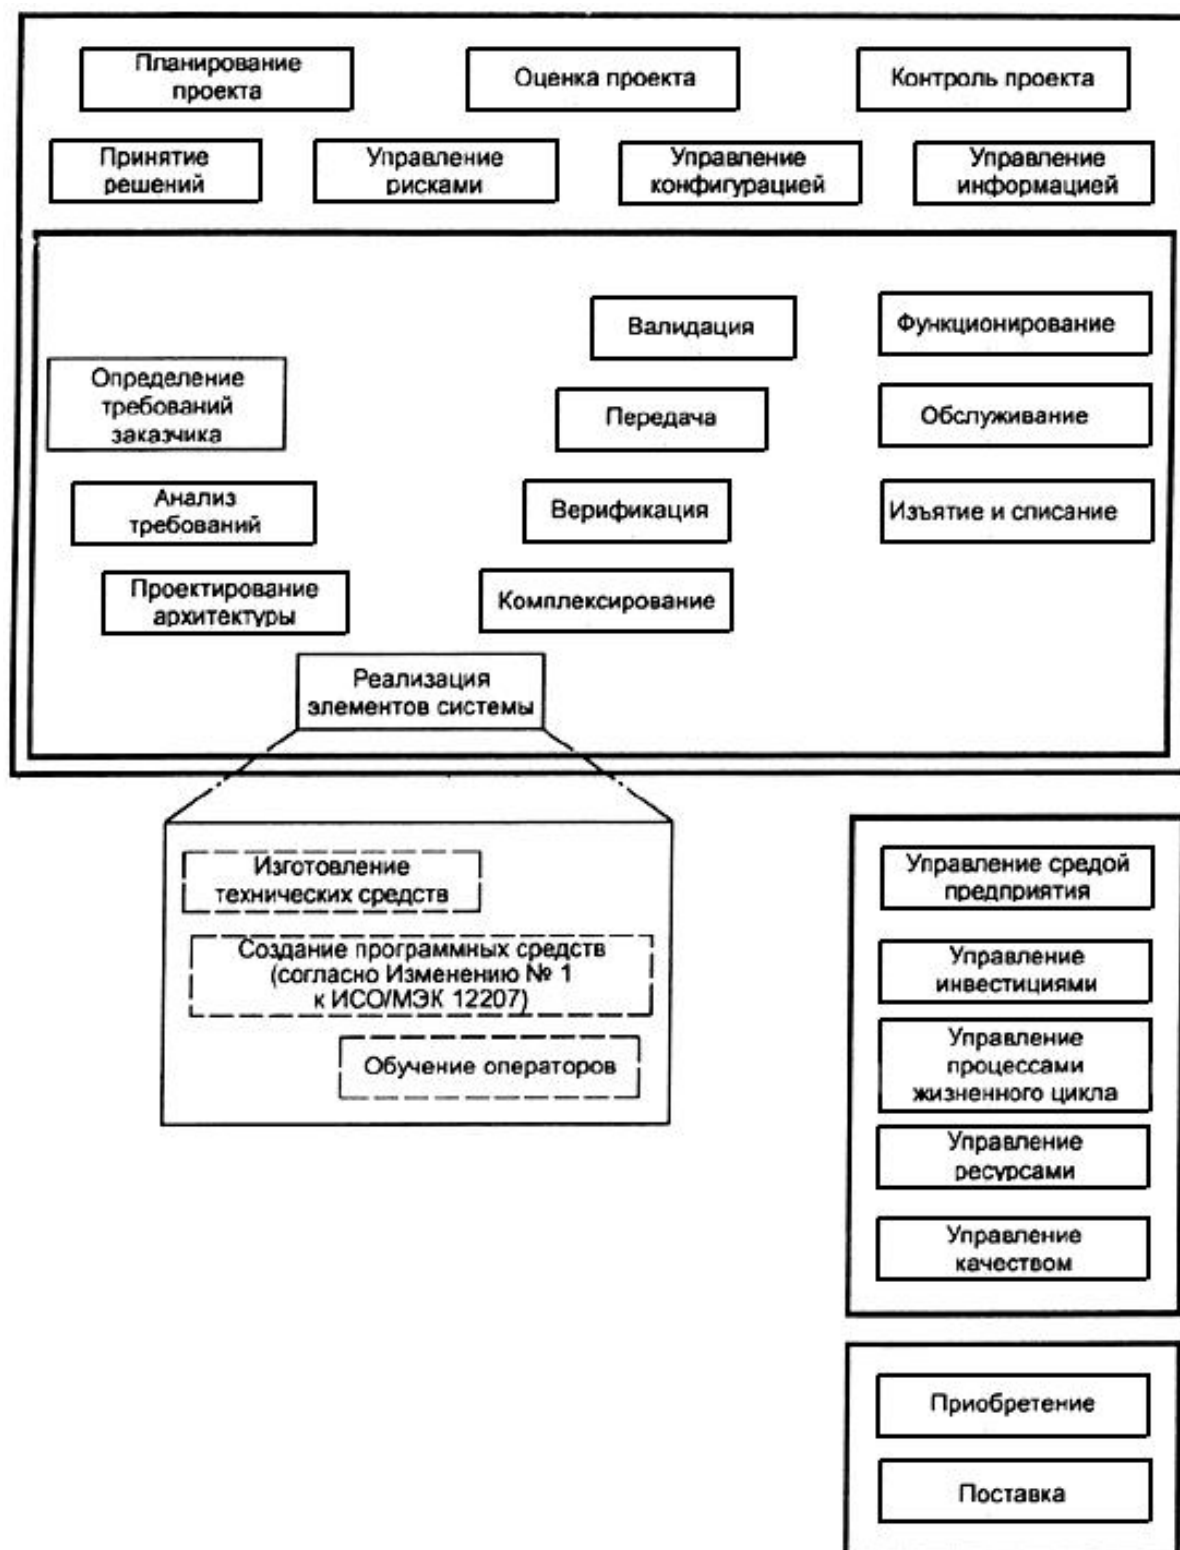 Планирование
проекта
Оценка проекта
Контроль проекта
Принятие
решений
Управление
рисками
Управление
конфигурацией
Управление
информацией
Валидация
Функционирование
Определение
требований
заказчика
Передача
Обслуживание
Анализ
требований
Верификация
Изъятие и списание
Проектирование
архитектуры
Комплексирование
Реализация
элементов системы
Изготовление
технических средств
Создание программных средств
(согласно Изменению № 1
к ИСО/МЭК 12207)
Обучение операторов
Управление средой
предприятия
Управление
инвестициями
Управление
процессами
жизненного цикла
Управление
ресурсами
Управление
качеством
Приобретение
Поставка